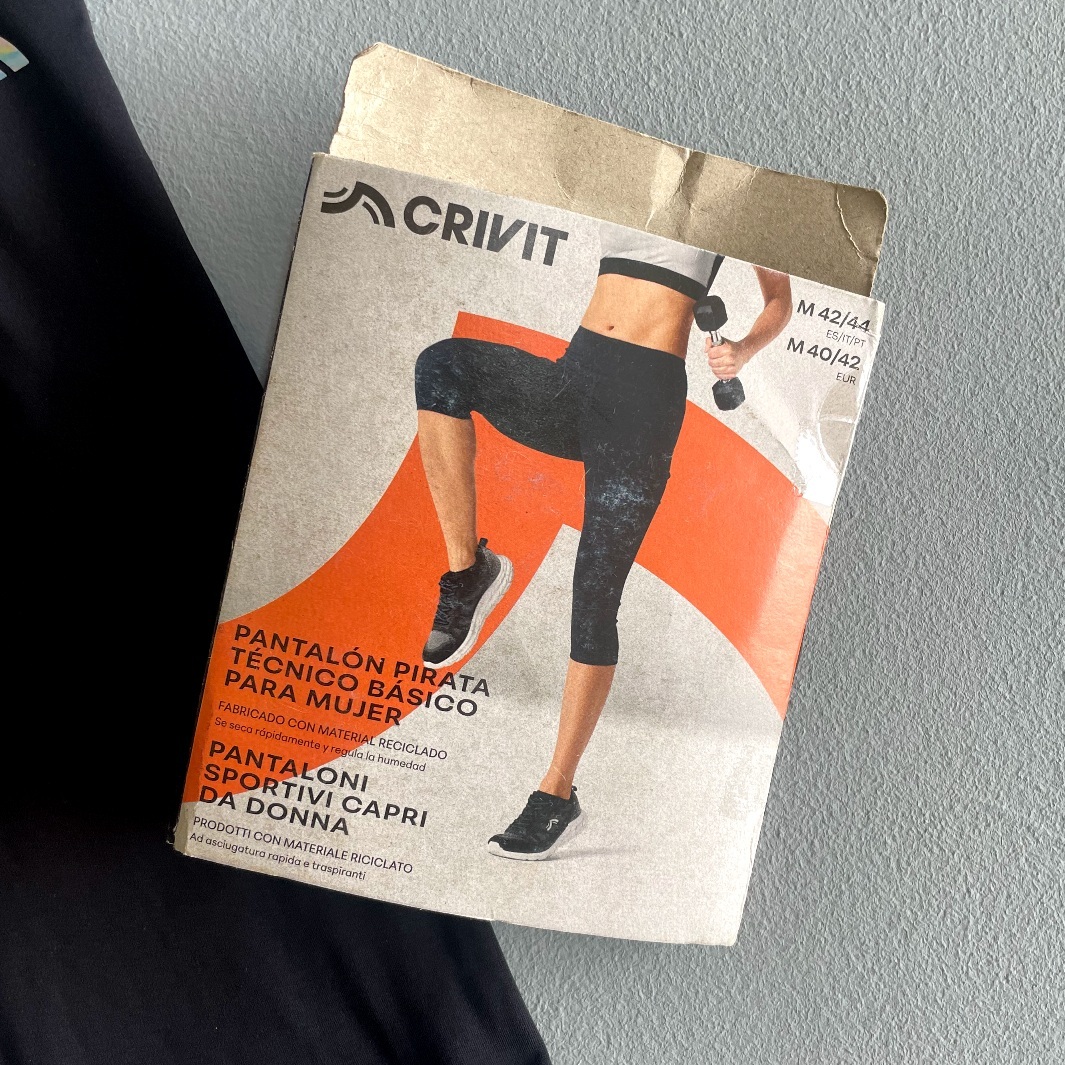 CRIVIT
M 42/44
ES/IT/PT
M 40/42
EUR
PANTALÓN PIRATA
TÉCNICO BÁSICO
PARA MUJER
FABRICADO CON MATERIAL RECICLADO
Se seca rápidamente y regula la humedad
PANTALONI
SPORTIVI CAPRI
DA DONNA
PRODOTTI CON MATERIALE RICICLATO
Ad asciugatura rapida e traspiranti